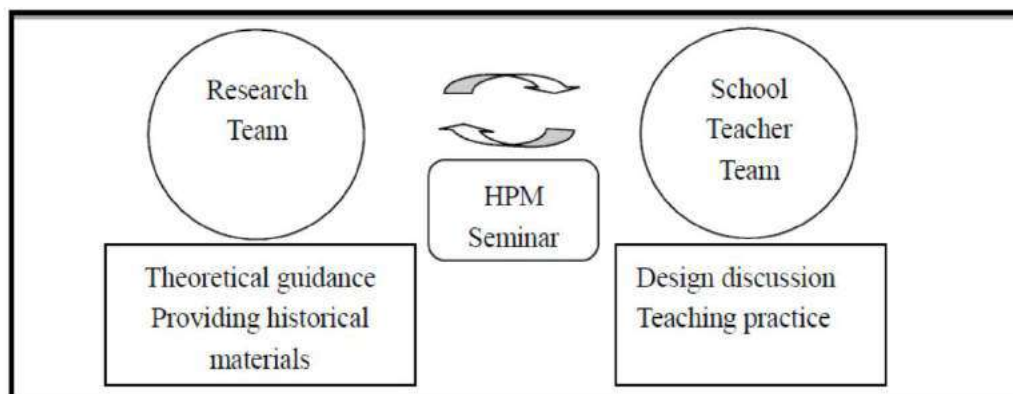 Research
Team
School
Teacher
Team
HPM
Seminar
Theoretical guidance
Providing historical
materials
Design discussion
Teaching practice